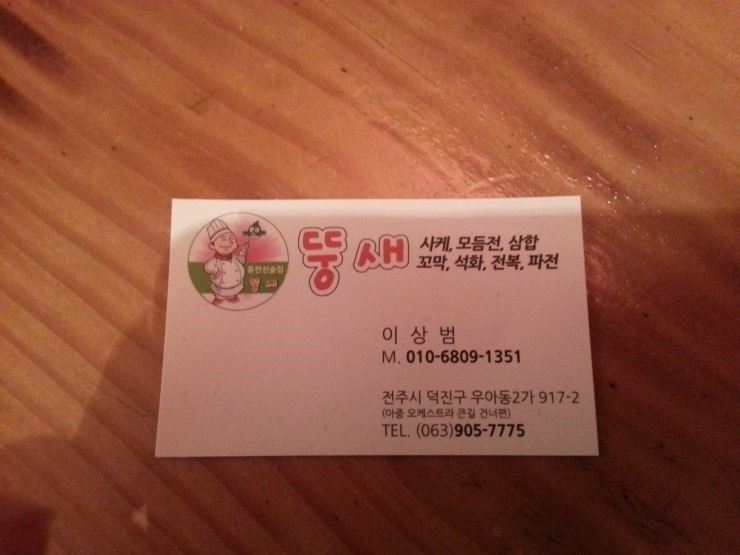 퓨전선술집
뚱새
뚱새
사케, 모듬전, 삼합
꼬막, 석화, 전복, 파전
이 상 범
M. 010-6809-1351
전주시 덕진구 우아동2가 917-2
(아중 오케스트라 큰길 건너편)
TEL. (063)905-7775